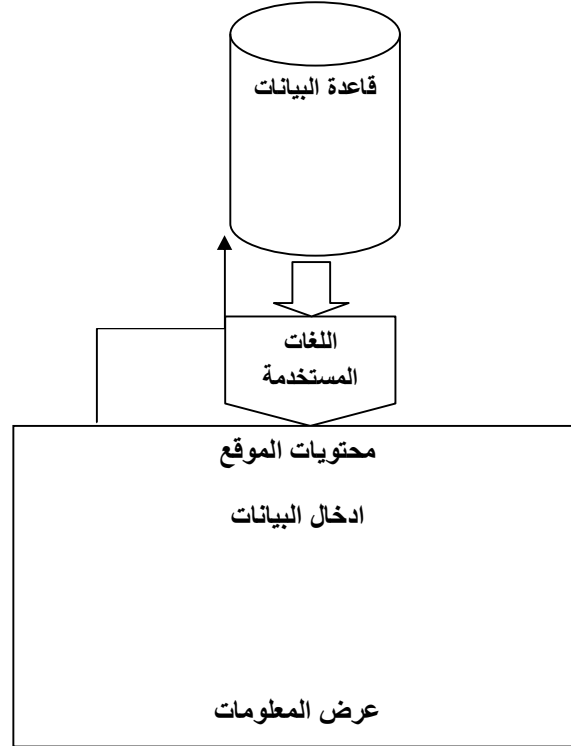 قاعدة البيانات
اللغات
المستخدمة
محتويات الموقع
ادخال البيانات
عرض المعلومات